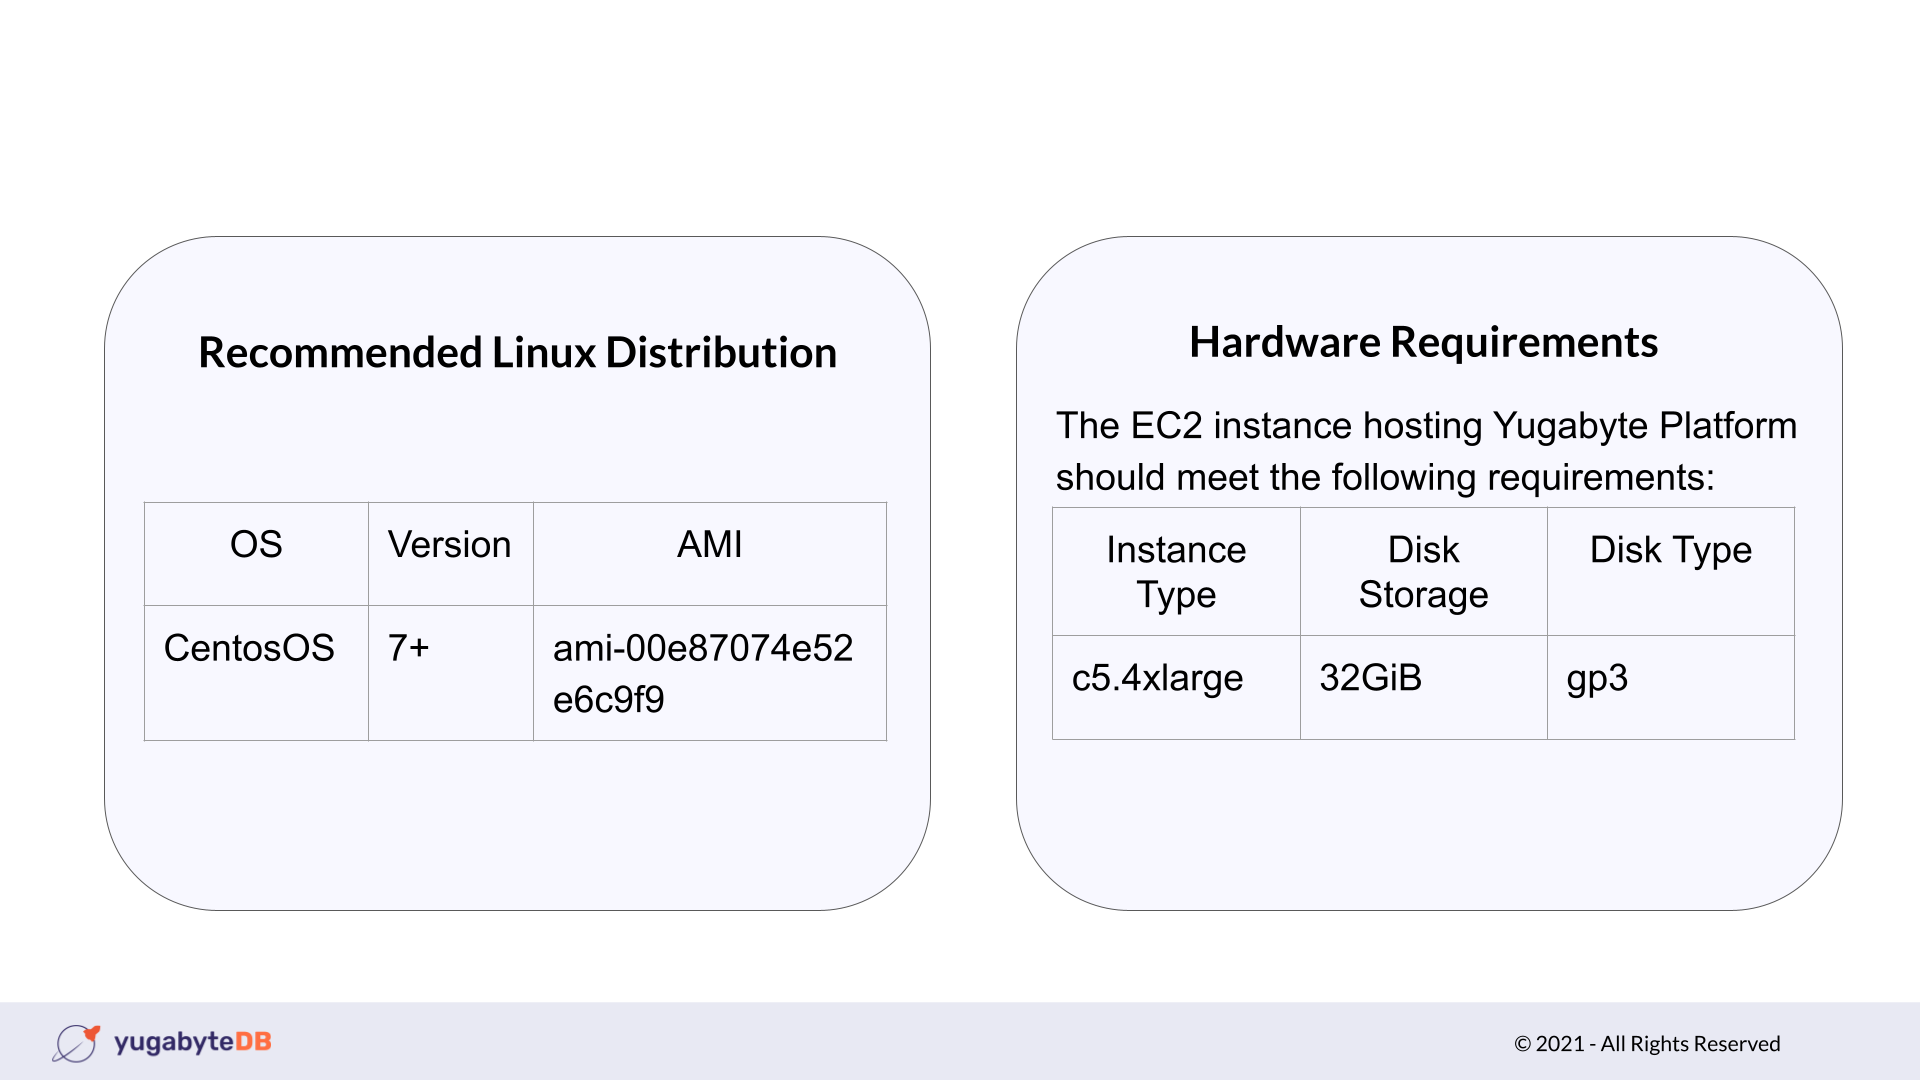 Recommended Linux Distribution
OS Version AMI
CentosOS 7+ ami-00e87074e52
e6c9f9
Hardware Requirements
The EC2 instance hosting Yugabyte Platform
should meet the following requirements:
Instance Disk Disk Type
Type Storage
c5.4xlarge 32GiB gp3
yugabyteDB
© 2021 - All Rights Reserved